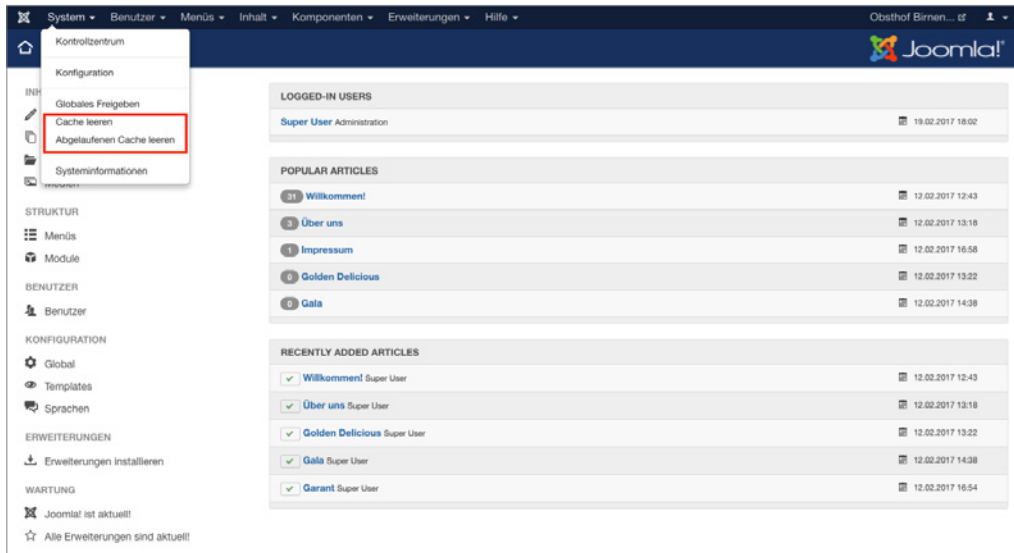 System Benutzer Menüs Inhalt Komponenten Erweiterungen Hilfe Obsthof Birnen...
Joomla!
Kontrollzentrum
Konfiguration
Globales Freigeben
Cache leeren
Abgelaufenen Cache leeren
Systeminformationen
Medien
STRUKTUR
Menüs
Module
BENUTZER
Benutzer
KONFIGURATION
Global
Templates
Sprachen
ERWEITERUNGEN
Erweiterungen installieren
WARTUNG
Joomla! ist aktuell!
Alle Erweiterungen sind aktuell!
LOGGED-IN USERS
Super User Administration 19.02.2017 18:02
POPULAR ARTICLES
31 Willkommen! 12.02.2017 12:43
3 Über uns 12.02.2017 13:18
1 Impressum 12.02.2017 16:58
0 Golden Delicious 12.02.2017 13:22
0 Gala 12.02.2017 14:38
RECENTLY ADDED ARTICLES
Willkommen! Super User 12.02.2017 12:43
Über uns Super User 12.02.2017 13:18
Golden Delicious Super User 12.02.2017 13:22
Gala Super User 12.02.2017 14:38
Garant Super User 12.02.2017 16:54